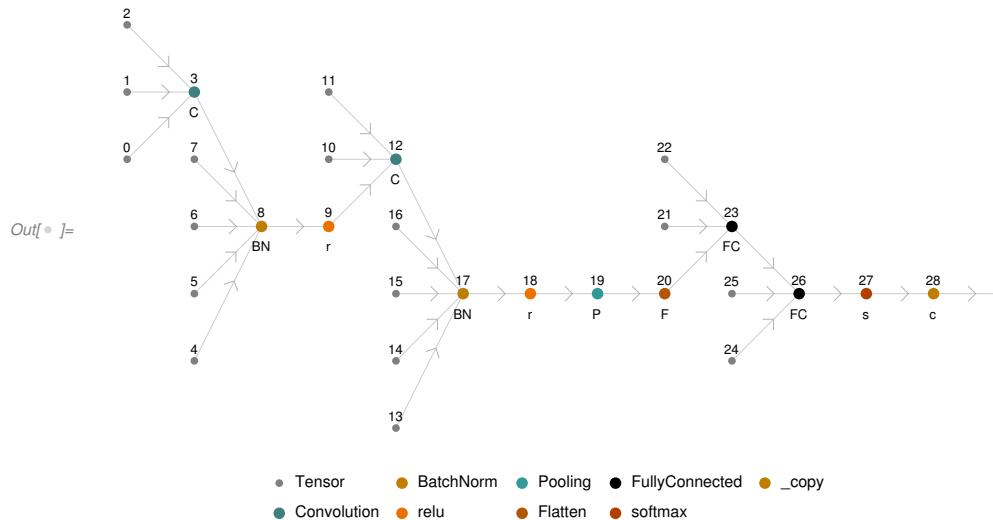 2
1
3
11
C
12
22
0
7
10
C
6
8
9
16
21
23
BN
r
FC
Out[ ]=
5
15
17
18
19
20
25
26
27
28
BN
r
P
F
FC
s
c
4
14
24
13
Tensor BatchNorm Pooling FullyConnected _copy
Convolution relu Flatten softmax